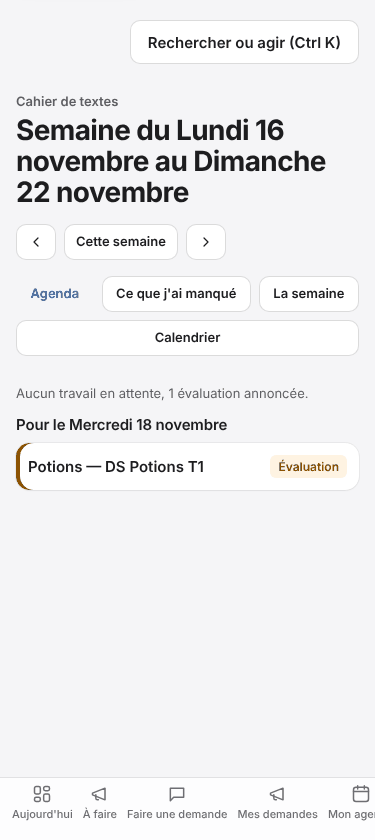 Rechercher ou agir (Ctrl K)
Cahier de textes
Semaine du Lundi 16
novembre au Dimanche
22 novembre
Cette semaine
Agenda
Ce que j'ai manqué
La semaine
Calendrier
Aucun travail en attente, 1 évaluation annoncée.
Pour le Mercredi 18 novembre
Potions — DS Potions T1
Évaluation
Aujourd'hui
À faire
Faire une demande
Mes demandes
Mon age